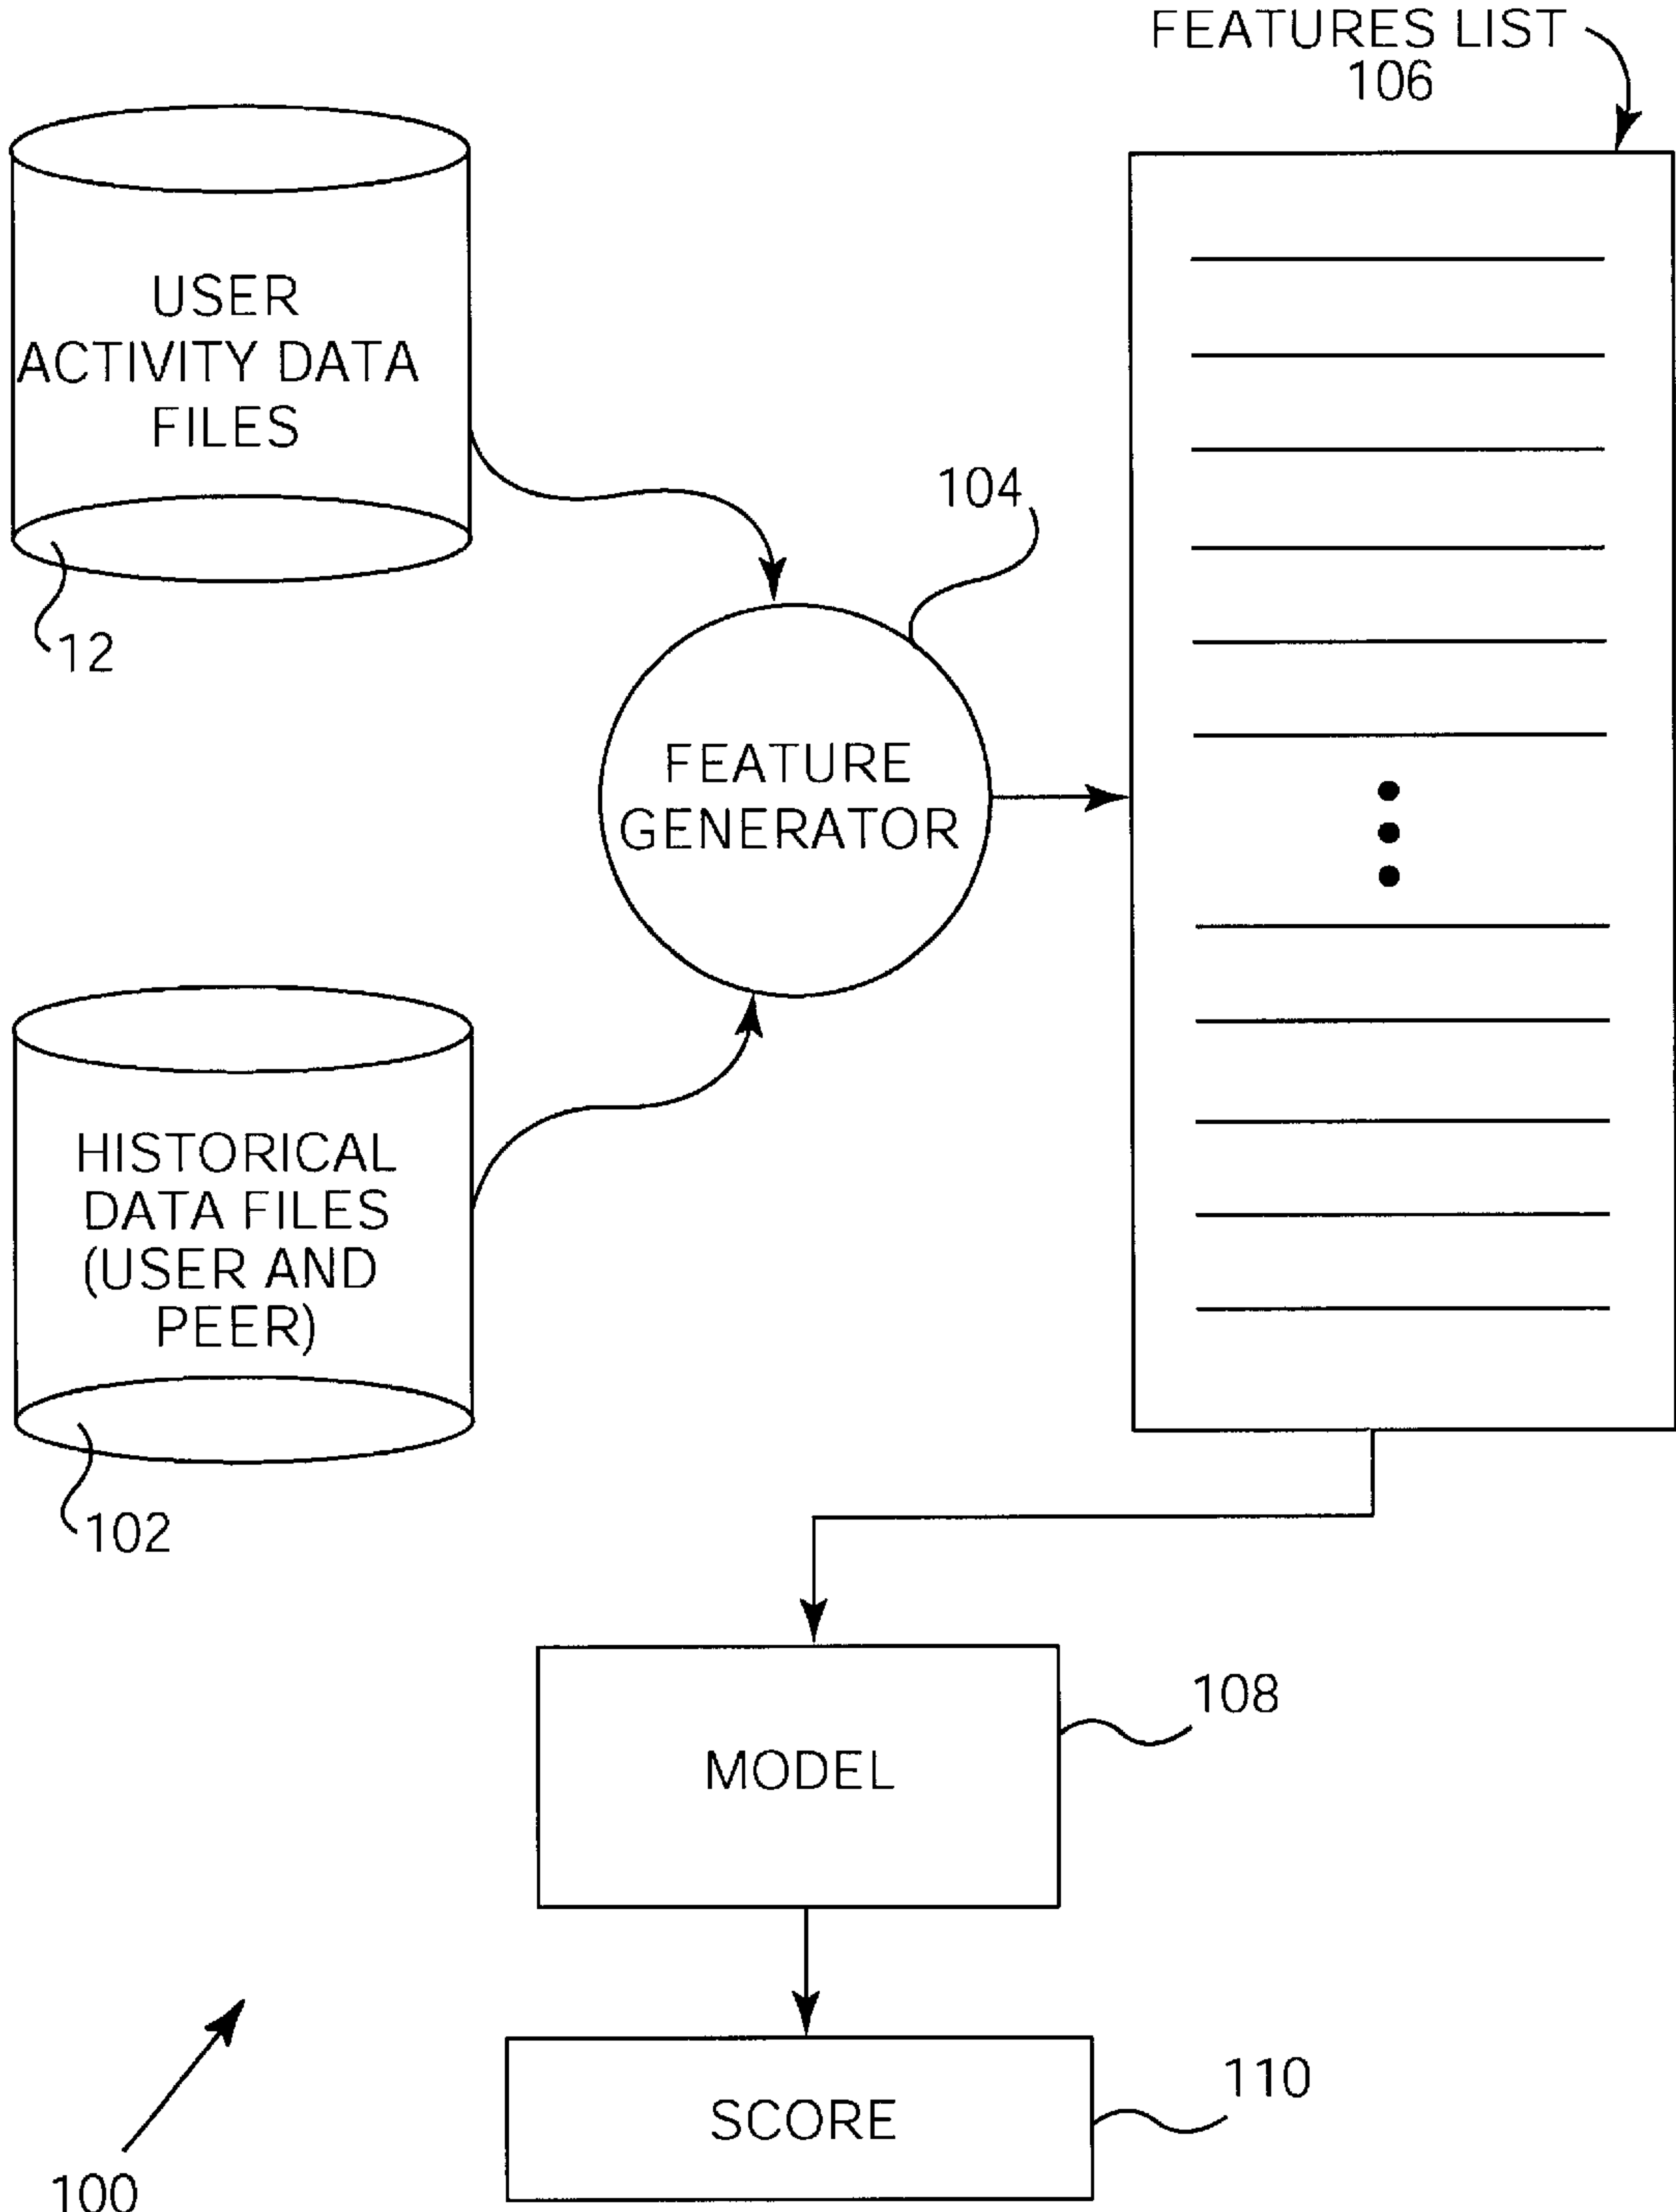 FEATURES LIST
106
USER
ACTIVITY DATA
FILES
12
104
FEATURE
GENERATOR
HISTORICAL
DATA FILES
(USER AND
PEER)
102
MODEL
108
SCORE
110
100